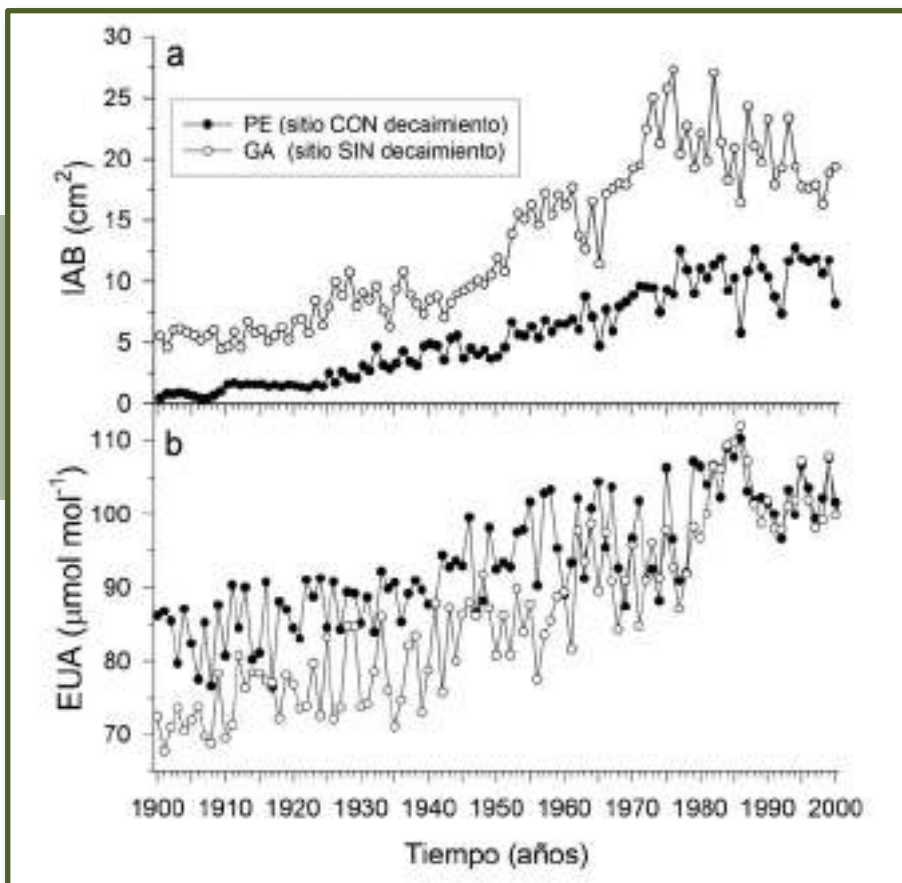 a
30
25
20
15
10
5
0
IAB (cm²)
PE (sitio CON decaimiento)
GA (sitio SIN decaimiento)
b
110
100
90
80
70
EUA (µmol mol⁻¹)
1900 1910 1920 1930 1940 1950 1960 1970 1980 1990 2000
Tiempo (años)